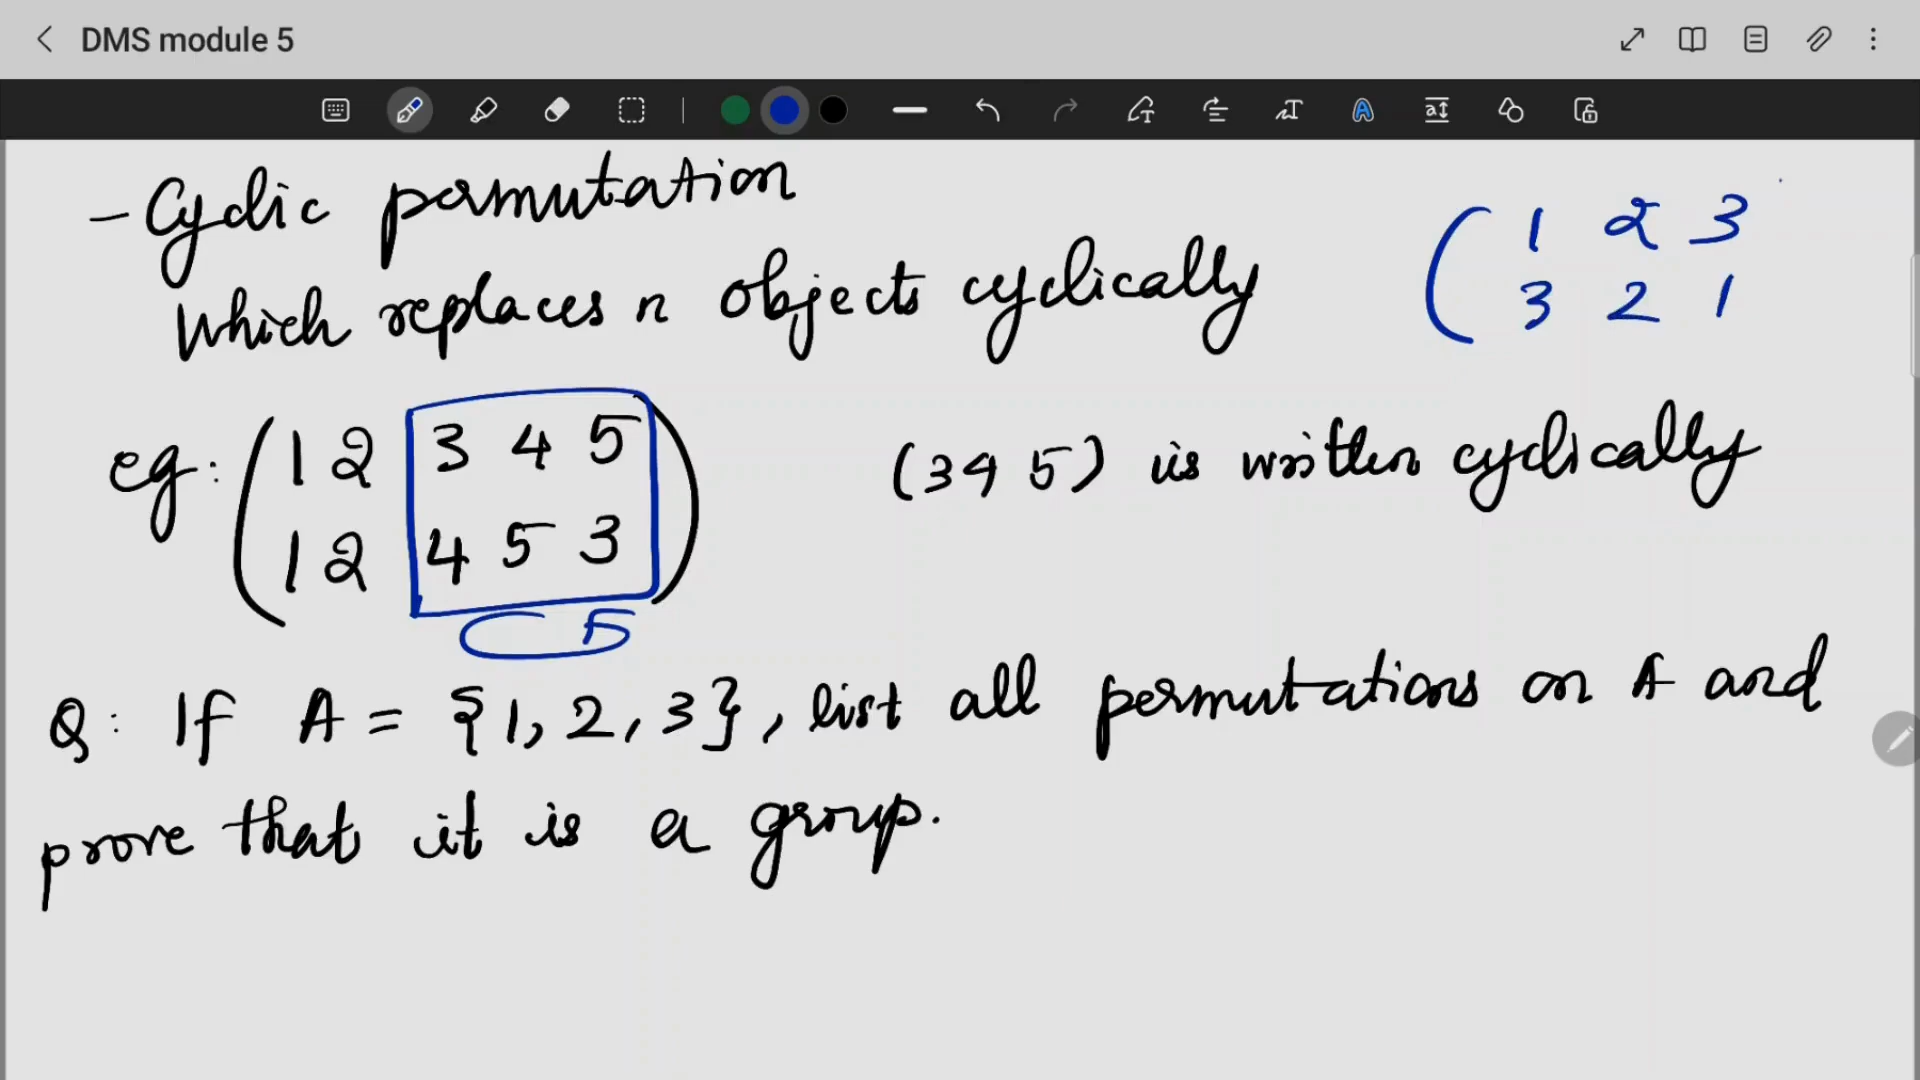 DMS module 5
- Cyclic permutation
Which replaces n objects cyclically
( 1 2 3
3 2 1
eg: ( 1 2 3 4 5 )
1 2 4 5 3
(3 4 5) is written cyclically
Q: If A = {1, 2, 3}, list all permutations on A and
prove that it is a group.